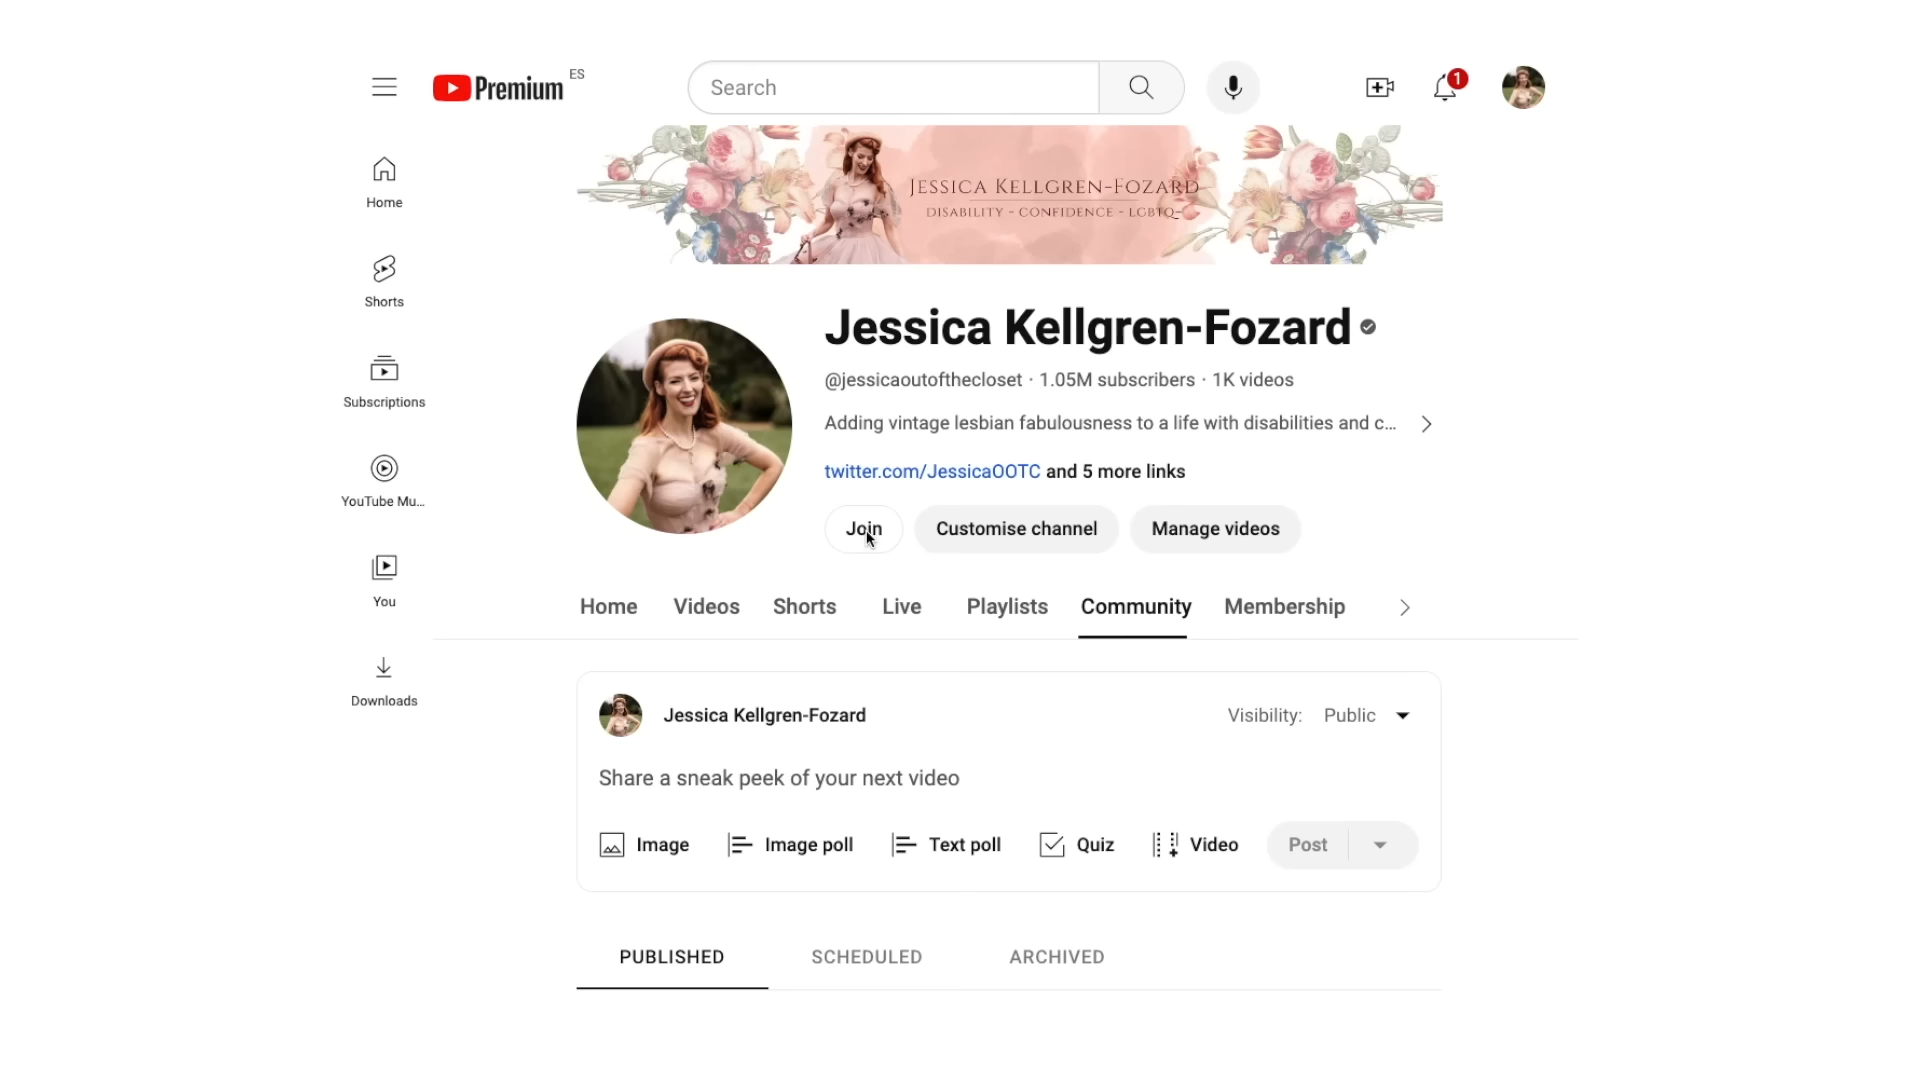 Premium ES
Search
1
Home
Shorts
Subscriptions
YouTube Mu...
You
Downloads
JESSICA KELLGREN-FOZARD
DISABILITY - CONFIDENCE - LGBTQ-
Jessica Kellgren-Fozard
@jessicaoutofthecloset · 1.05M subscribers · 1K videos
Adding vintage lesbian fabulousness to a life with disabilities and c...
twitter.com/JessicaOOTC and 5 more links
Join Customise channel Manage videos
Home Videos Shorts Live Playlists Community Membership
Jessica Kellgren-Fozard Visibility: Public
Share a sneak peek of your next video
Image Image poll Text poll Quiz Video Post
PUBLISHED SCHEDULED ARCHIVED